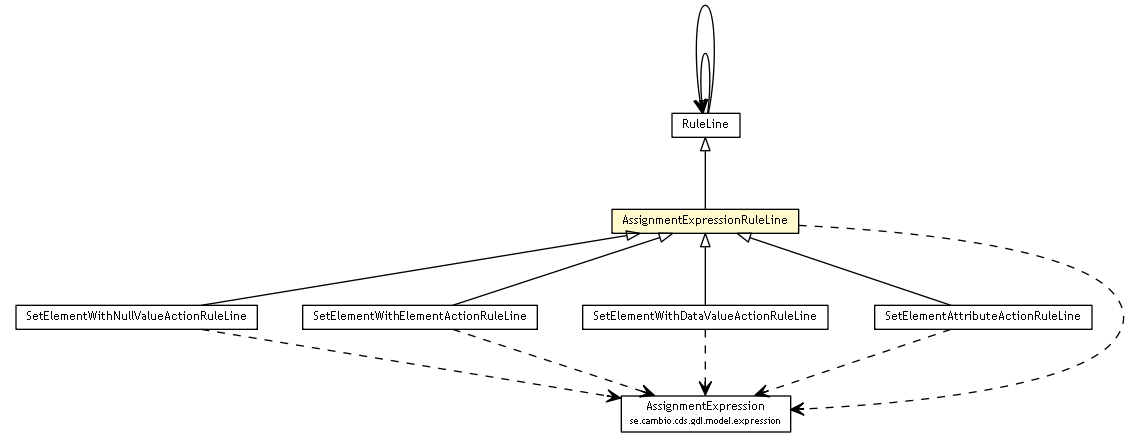 RuleLine
AssignmentExpressionRuleLine
SetElementWithNullValueActionRuleLine
SetElementWithElementActionRuleLine
SetElementWithDataValueActionRuleLine
SetElementAttributeActionRuleLine
AssignmentExpression
se.cambio.cds.gdl.model.expression